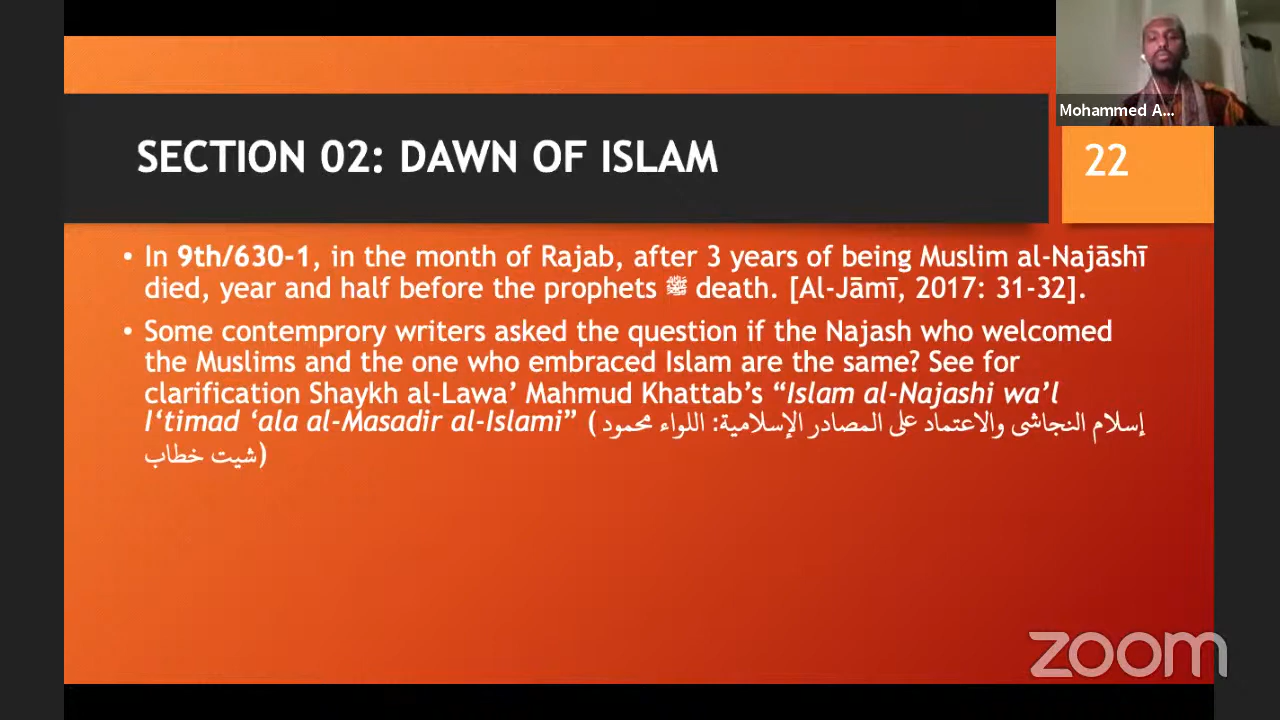 Mohammed A...
SECTION 02: DAWN OF ISLAM
22
• In 9th/630-1, in the month of Rajab, after 3 years of being Muslim al-Najāshī
died, year and half before the prophets ﷺ death. [Al-Jāmī, 2017: 31-32].
• Some contemprory writers asked the question if the Najash who welcomed
the Muslims and the one who embraced Islam are the same? See for
clarification Shaykh al-Lawa’ Mahmud Khattab’s “Islam al-Najashi wa’l
I‘timad ‘ala al-Masadir al-Islami” (إسلام النجاشى والاعتماد على المصادر الإسلامية: اللواء محمود
شيت خطاب)
zoom